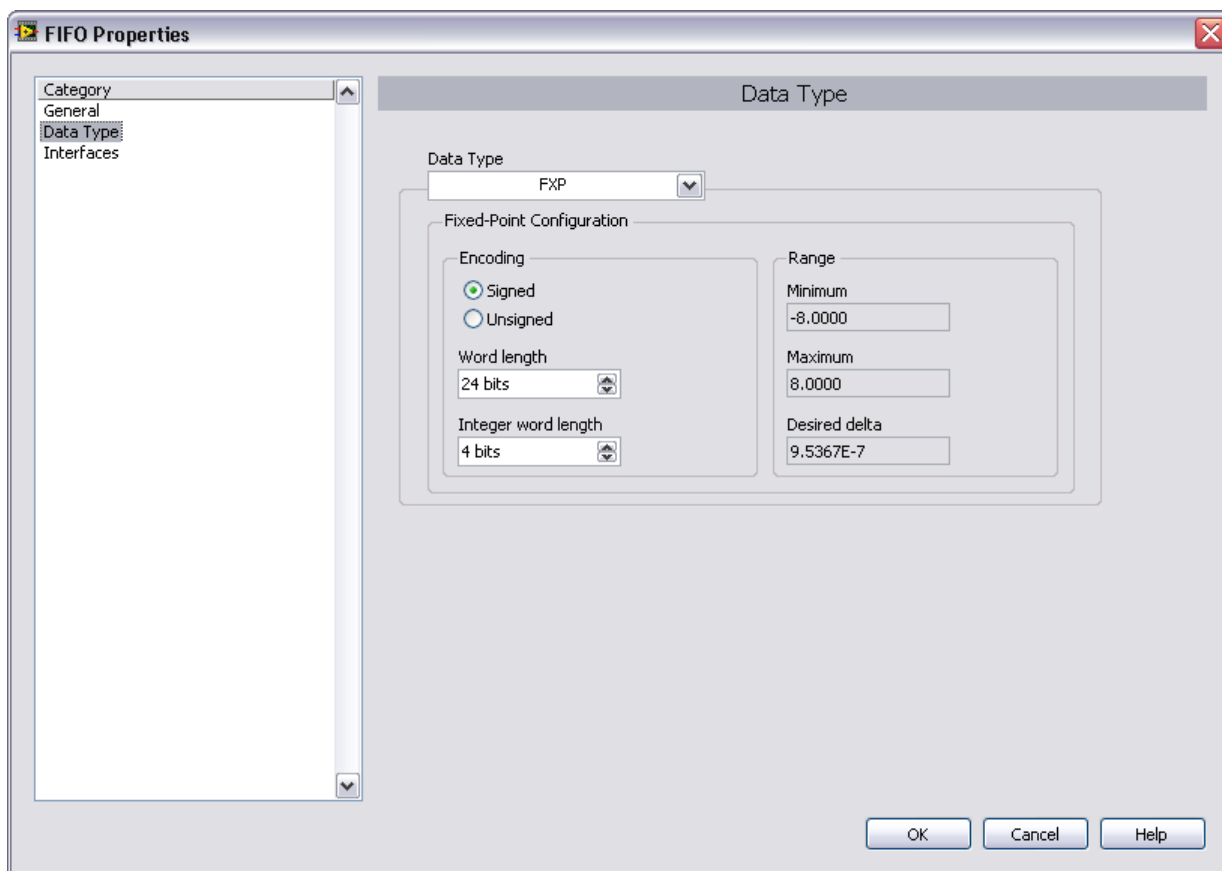 FIFO Properties
Category
General
Data Type
Interfaces
Data Type
Data Type
FXP
Fixed-Point Configuration
Encoding
Signed
Unsigned
Word length
24 bits
Integer word length
4 bits
Range
Minimum
-8.0000
Maximum
8.0000
Desired delta
9.5367E-7
OK
Cancel
Help